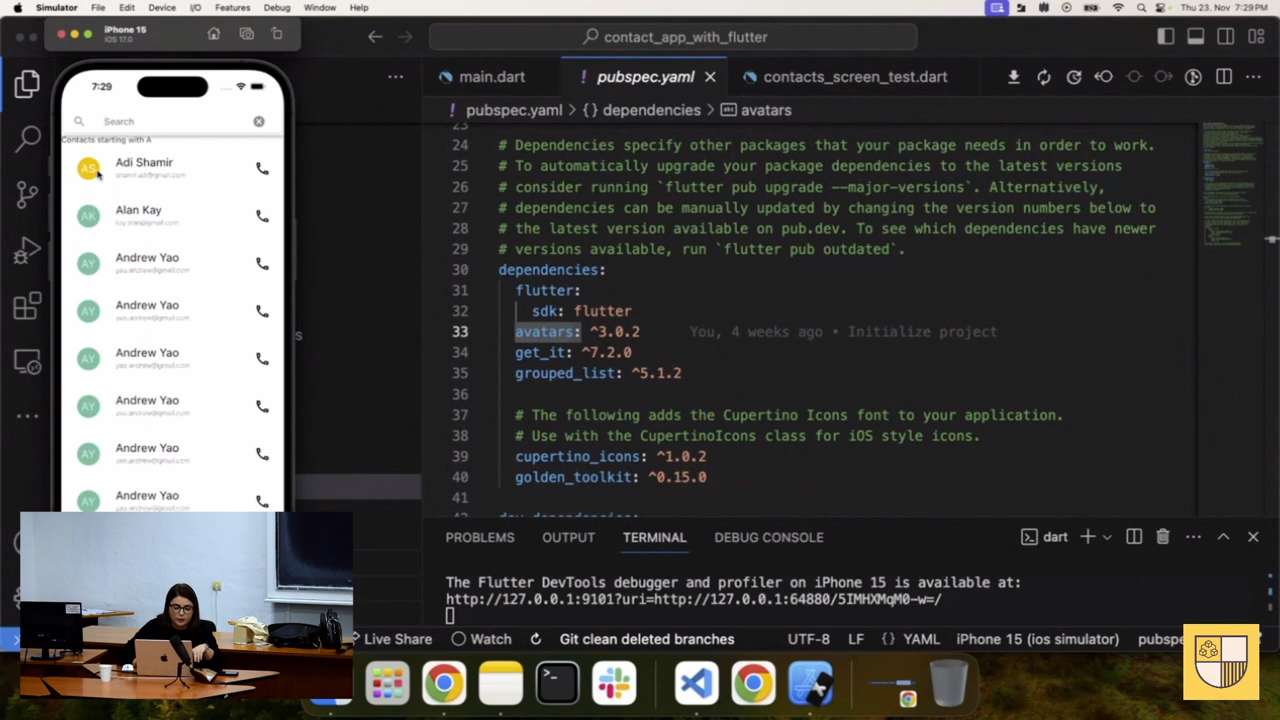 Simulator File Edit Device I/O Features Debug Window Help
Thu 23. Nov 7:29 PM
iPhone 15
iOS 17.0
contact_app_with_flutter
7:29
Search
Contacts starting with A
AS Adi Shamir
shamir.adi@gmail.com
AK Alan Kay
kay.alan@gmail.com
AY Andrew Yao
yao.andrew@gmail.com
AY Andrew Yao
yao.andrew@gmail.com
AY Andrew Yao
yao.andrew@gmail.com
AY Andrew Yao
yao.andrew@gmail.com
AY Andrew Yao
yao.andrew@gmail.com
AY Andrew Yao
s
main.dart
! pubspec.yaml
contacts_screen_test.dart
! pubspec.yaml > {} dependencies > abc avatars
23
24 # Dependencies specify other packages that your package needs in order to work.
25 # To automatically upgrade your package dependencies to the latest versions
26 # consider running `flutter pub upgrade --major-versions`. Alternatively,
27 # dependencies can be manually updated by changing the version numbers below to
28 # the latest version available on pub.dev. To see which dependencies have newer
29 # versions available, run `flutter pub outdated`.
30 dependencies:
31 flutter:
32 sdk: flutter
33 avatars: ^3.0.2 You, 4 weeks ago • Initialize project
34 get_it: ^7.2.0
35 grouped_list: ^5.1.2
36
37 # The following adds the Cupertino Icons font to your application.
38 # Use with the CupertinoIcons class for iOS style icons.
39 cupertino_icons: ^1.0.2
40 golden_toolkit: ^0.15.0
41
42 dev_dependencies:
PROBLEMS OUTPUT TERMINAL DEBUG CONSOLE
dart
The Flutter DevTools debugger and profiler on iPhone 15 is available at:
http://127.0.0.1:9101?uri=http://127.0.0.1:64880/5IMHXMqM0-w=/
Live Share Watch Git clean deleted branches UTF-8 LF {} YAML iPhone 15 (ios simulator) pubspe